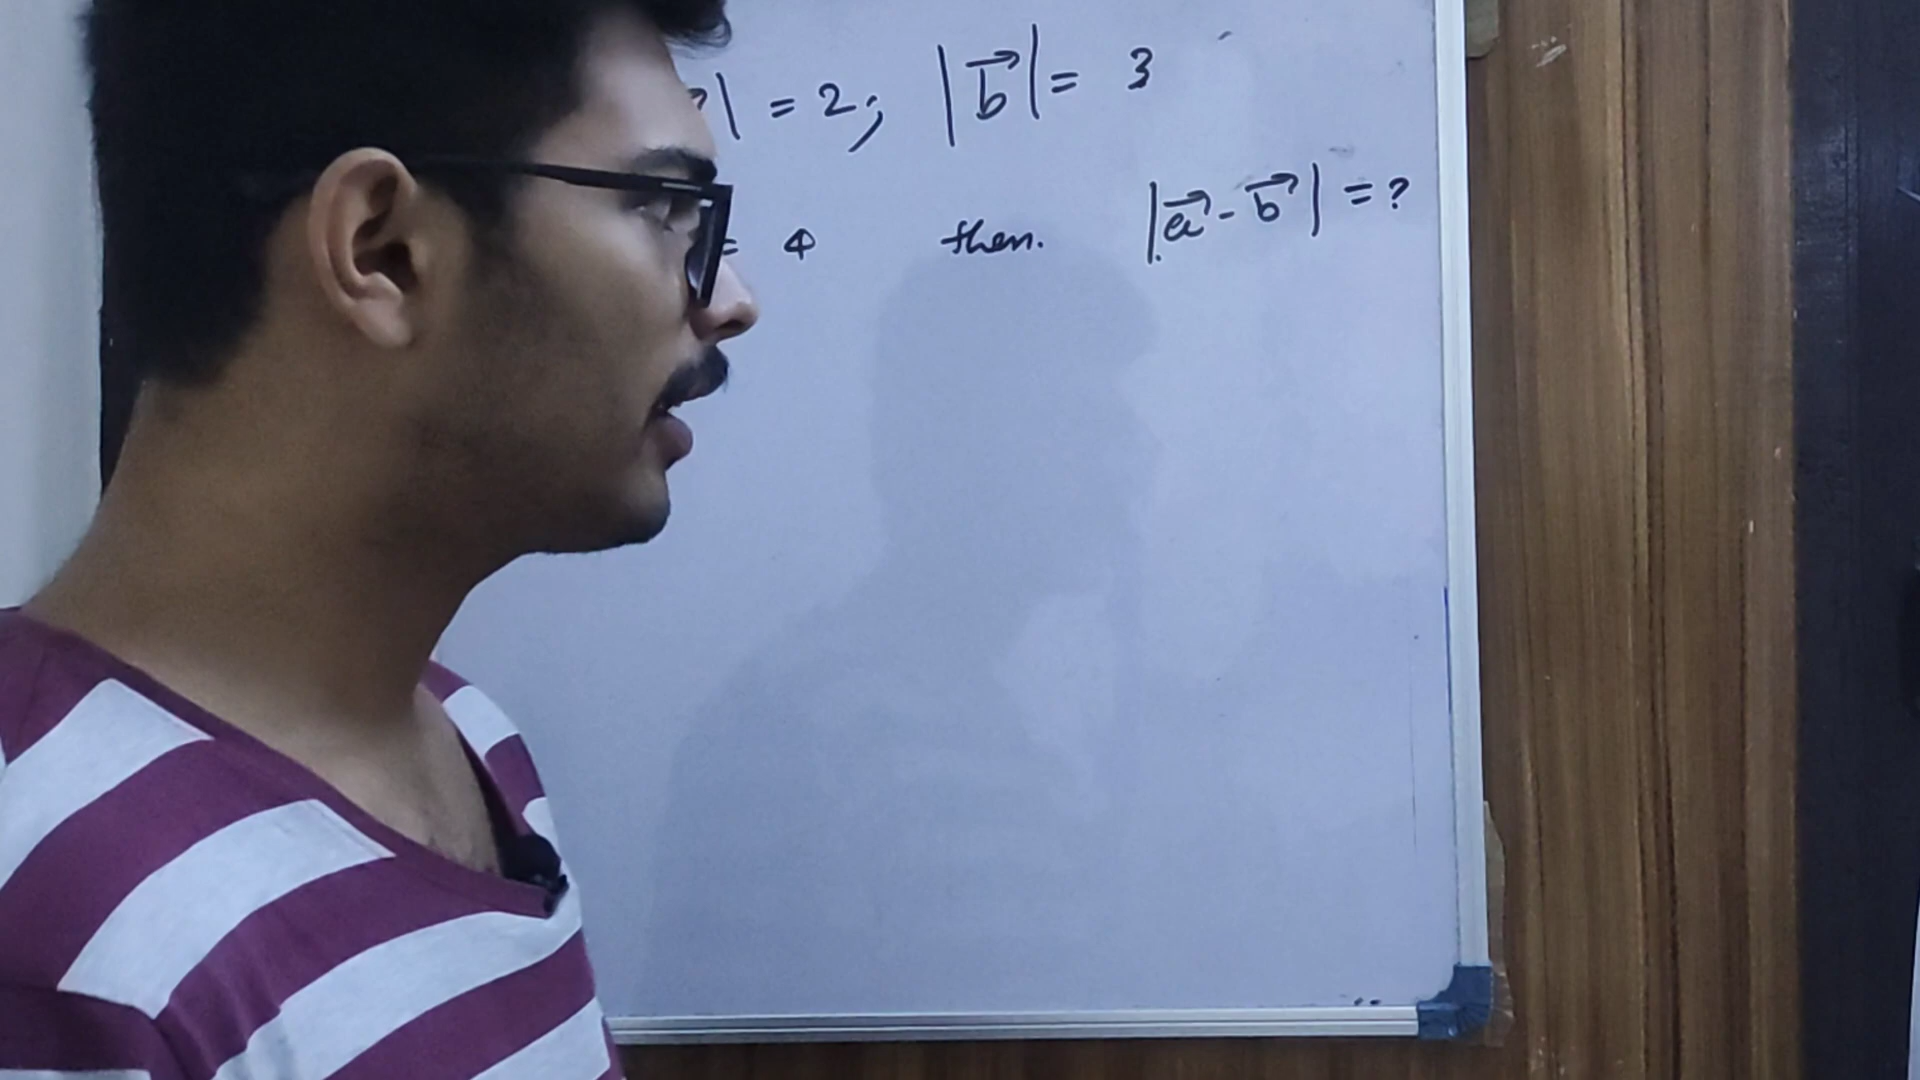 | = 2; |b⃗| = 3
= 4 then. |a⃗ - b⃗| = ?